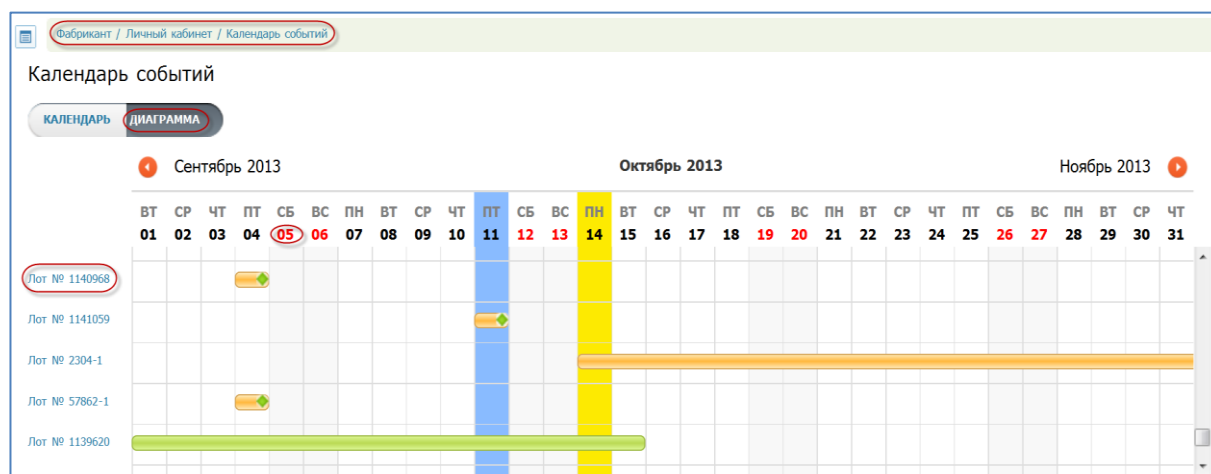 Фабрикант / Личный кабинет / Календарь событий
Календарь событий
КАЛЕНДАРЬ ДИАГРАММА
Сентябрь 2013 Октябрь 2013 Ноябрь 2013
ВТ СР ЧТ ПТ СБ ВС ПН ВТ СР ЧТ ПТ СБ ВС ПН ВТ СР ЧТ ПТ СБ ВС ПН ВТ СР ЧТ ПТ СБ ВС ПН ВТ СР ЧТ
01 02 03 04 05 06 07 08 09 10 11 12 13 14 15 16 17 18 19 20 21 22 23 24 25 26 27 28 29 30 31
Лот № 1140968
Лот № 1141059
Лот № 2304-1
Лот № 57862-1
Лот № 1139620